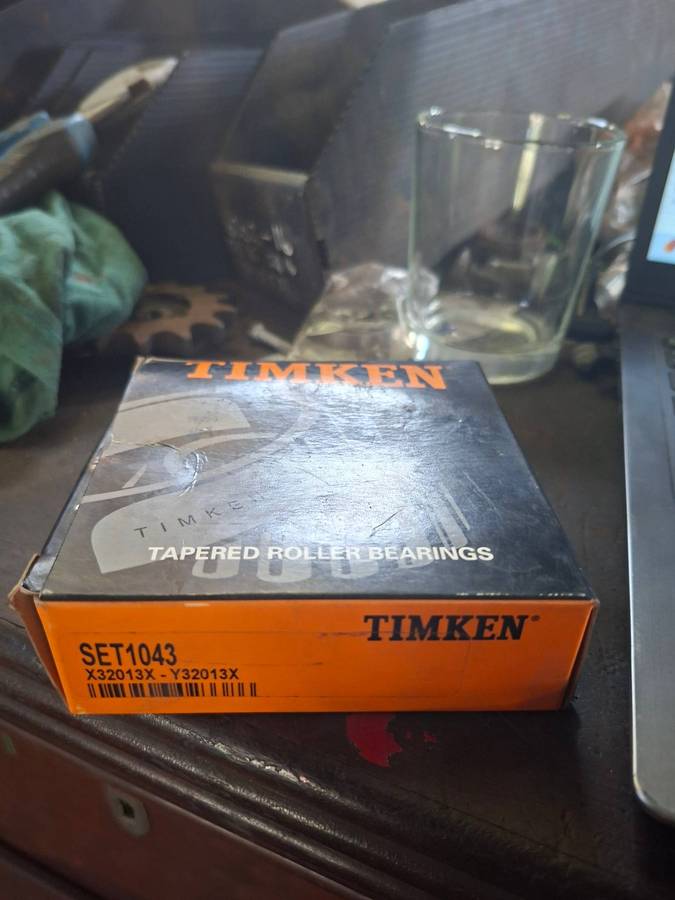 TIMKEN
TIMKEN
TAPERED ROLLER BEARINGS
TIMKEN®
SET1043
X32013X - Y32013X